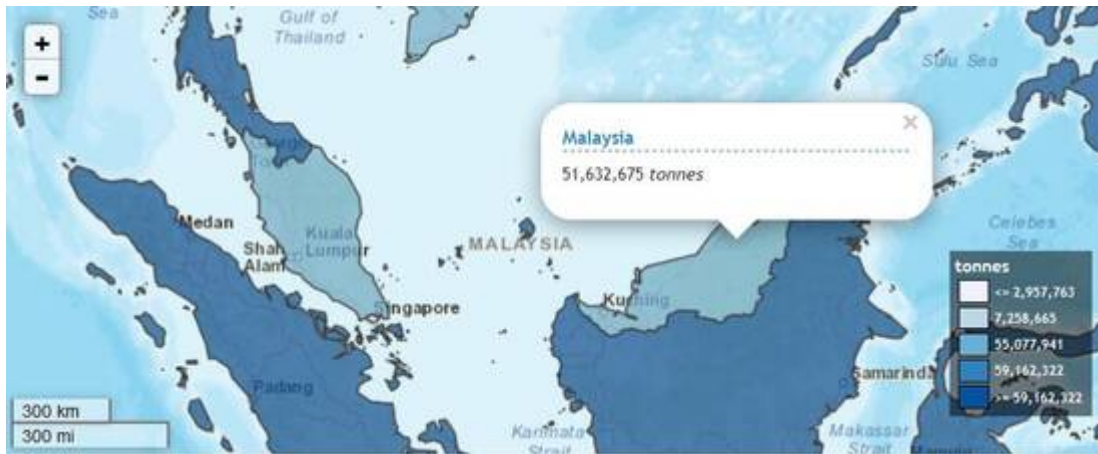 Sea
Gulf of
Thailand
+
−
Sulu Sea
×
Malaysia
51,632,675 tonnes
George
Medan
Kuala
Lumpur
Shah
Alam
MALAYSIA
Celebes
Sea
tonnes
<= 2,957,763
7,258,665
55,077,941
59,162,322
>= 59,162,322
Kuching
Singapore
Samarinda
Padang
300 km
300 mi
Karimata
Strait
Makassar
Strait